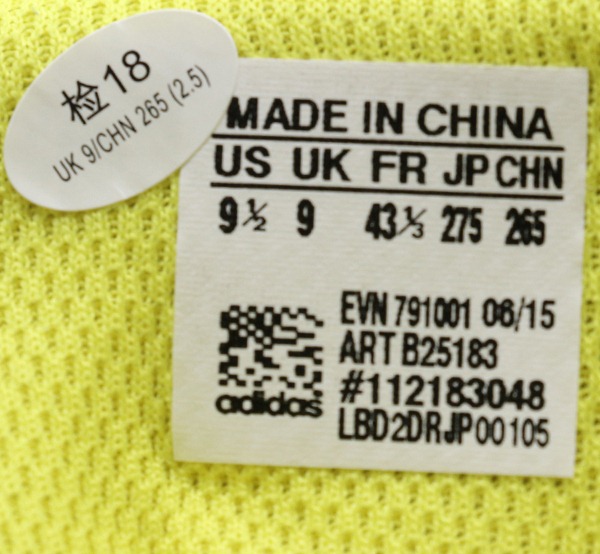 检18
UK 9/CHN 265 (2.5)
MADE IN CHINA
US UK FR JP CHN
9½ 9 43⅓ 275 265
EVN 791001 06/15
ART B25183
#112183048
LBD2DRJP00105
adidas